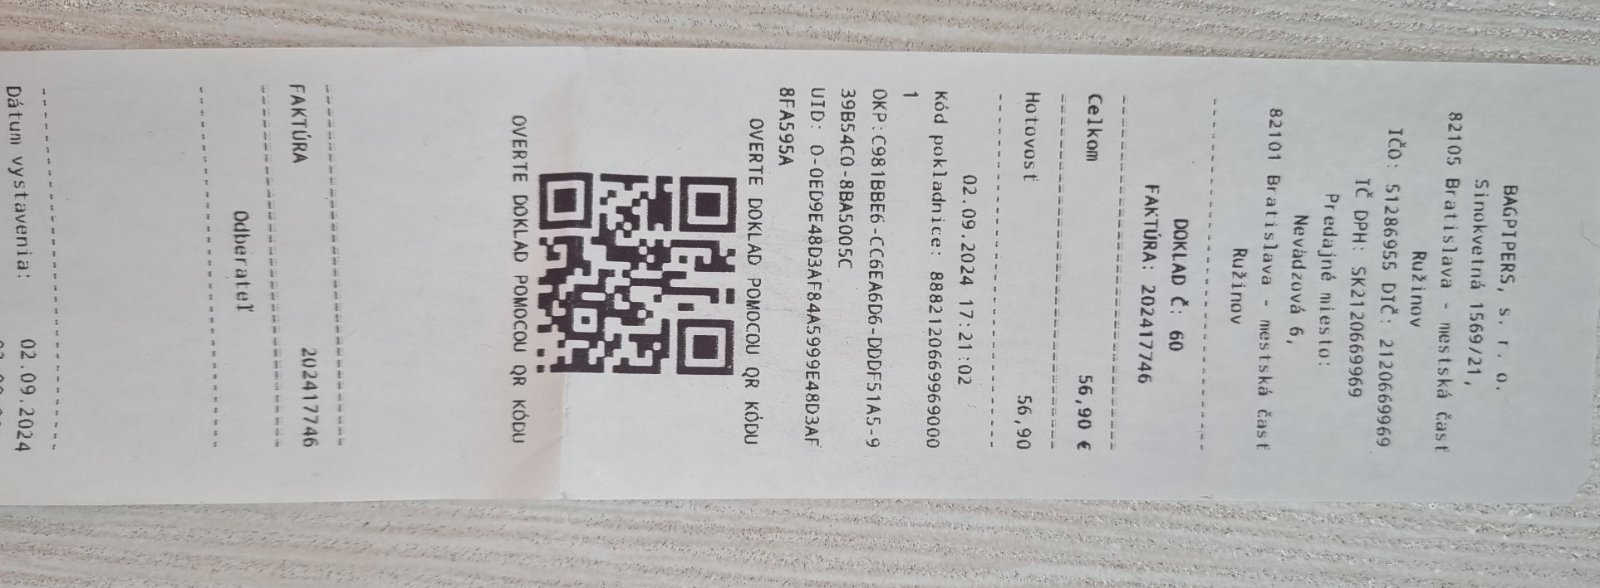 BAGPIPERS, s. r. o.
Sinokvetná 1569/21,
82105 Bratislava - mestská časť
Ružinov
IČO: 51286955 DIČ: 2120669969
IČ DPH: SK2120669969
Predajné miesto:
Nevädzová 6,
82101 Bratislava - mestská časť
Ružinov
DOKLAD Č: 60
FAKTÚRA: 202417746
Celkom 56,90 €
Hotovosť 56,90
02.09.2024 17:21:02
Kód pokladnice: 8882120669969000
1
OKP:C981BBE6-CC6EA6D6-DDDF51A5-9
39B54C0-8BA5005C
UID: O-0ED9E48D3AF84A5999E48D3AF
8FA595A
OVERTE DOKLAD POMOCOU QR KÓDU
OVERTE DOKLAD POMOCOU QR KÓDU
FAKTÚRA 202417746
Odberateľ
Dátum vystavenia: 02.09.2024